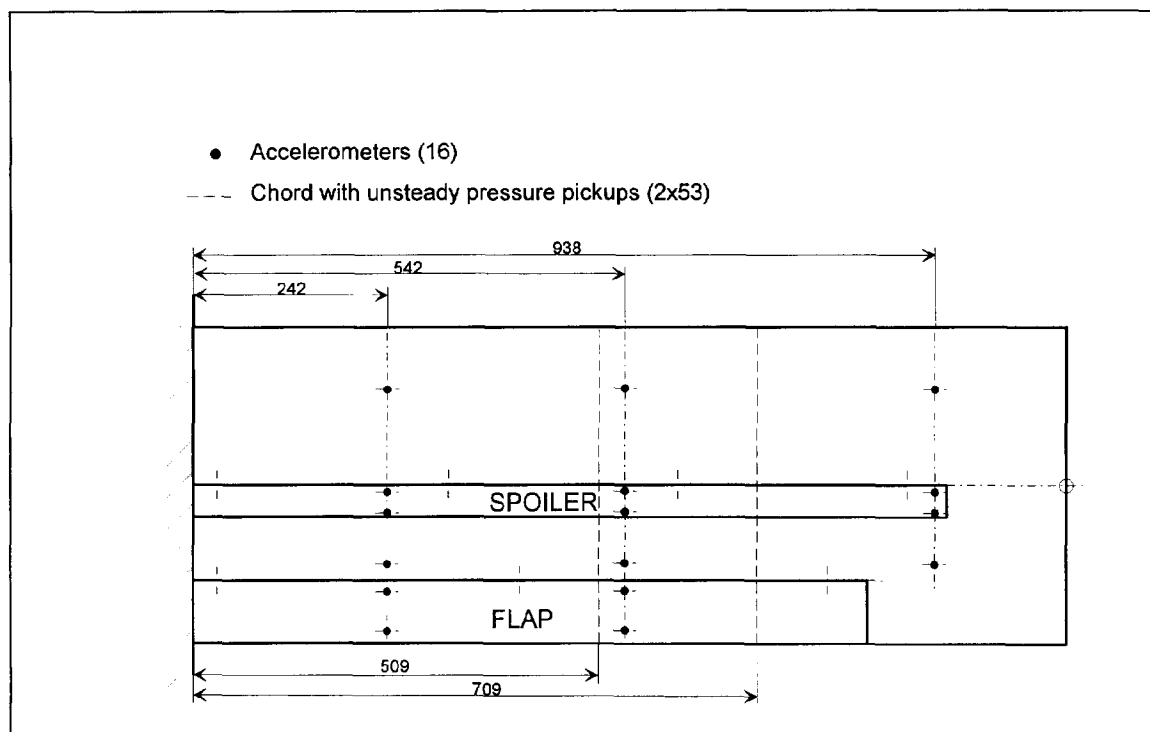 Accelerometers (16)
Chord with unsteady pressure pickups (2x53)
938
542
242
SPOILER
FLAP
509
709